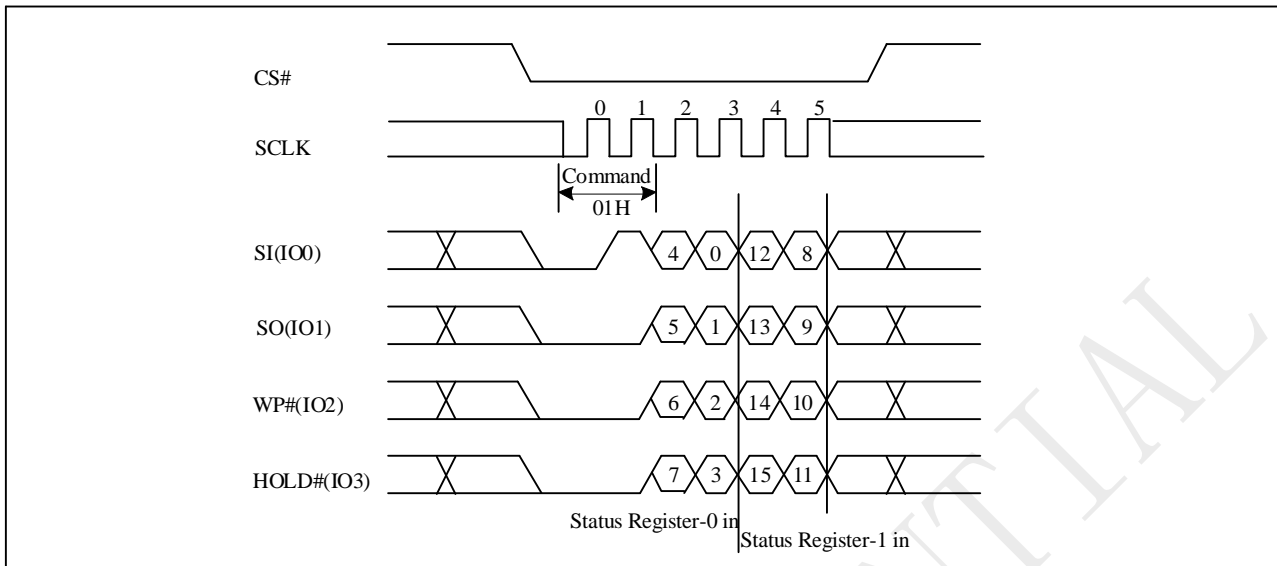 CS#
0 1 2 3 4 5
SCLK
Command
01H
SI(IO0) 4 0 12 8
SO(IO1) 5 1 13 9
WP#(IO2) 6 2 14 10
HOLD#(IO3) 7 3 15 11
Status Register-0 in
Status Register-1 in
NTIAL